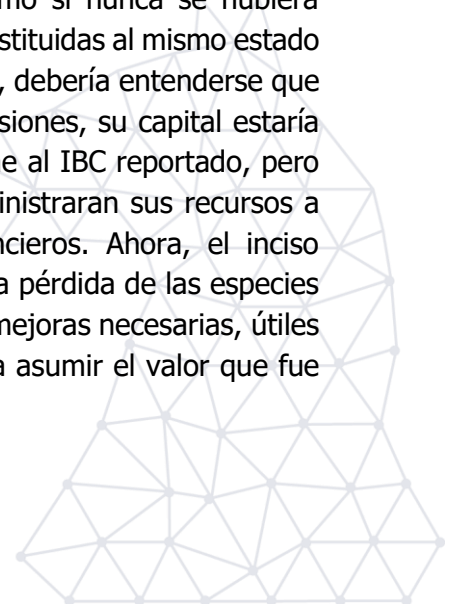 como si nunca se hubiera
stituidas al mismo estado
, debería entenderse que
siones, su capital estaría
e al IBC reportado, pero
inistraran sus recursos a
ncieros. Ahora, el inciso
a pérdida de las especies
mejoras necesarias, útiles
a asumir el valor que fue